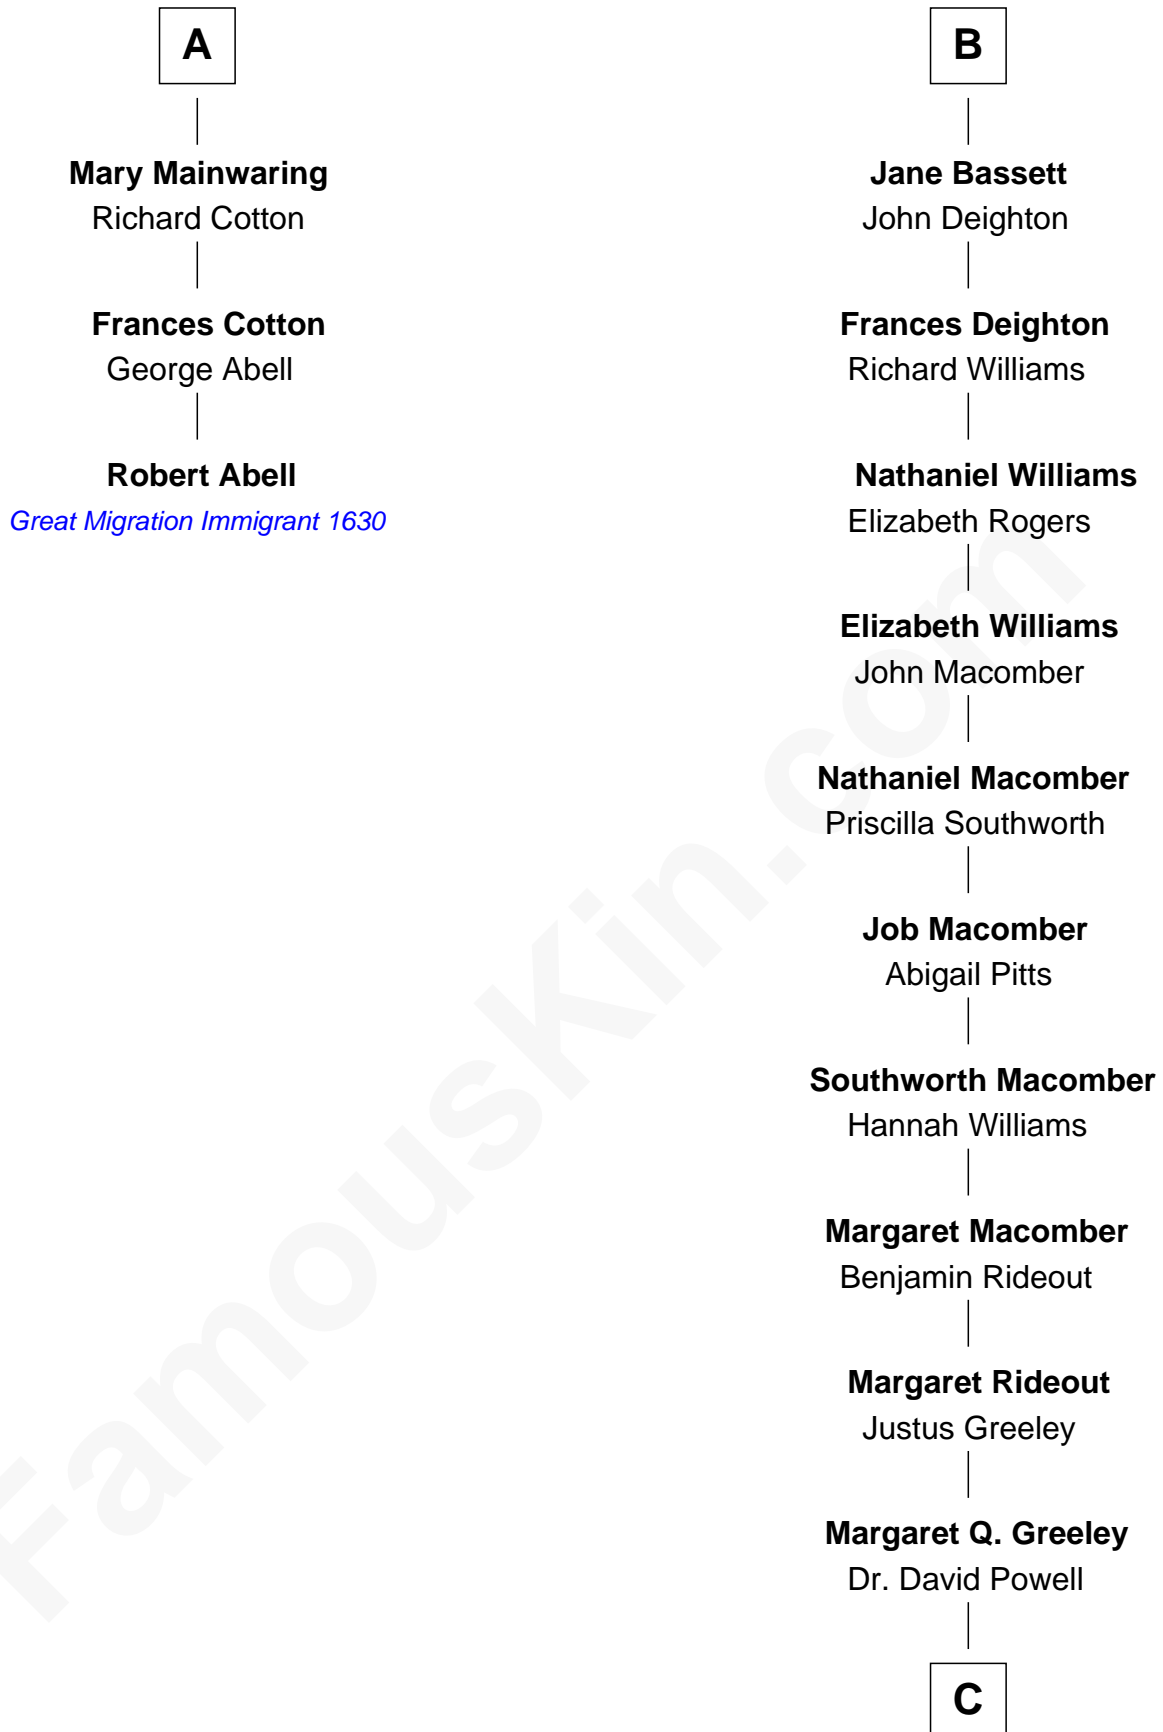 A
Mary Mainwaring
Richard Cotton
Frances Cotton
George Abell
Robert Abell
Great Migration Immigrant 1630
B
Jane Bassett
John Deighton
Frances Deighton
Richard Williams
Nathaniel Williams
Elizabeth Rogers
Elizabeth Williams
John Macomber
Nathaniel Macomber
Priscilla Southworth
Job Macomber
Abigail Pitts
Southworth Macomber
Hannah Williams
Margaret Macomber
Benjamin Rideout
Margaret Rideout
Justus Greeley
Margaret Q. Greeley
Dr. David Powell
C
FamousKin.com